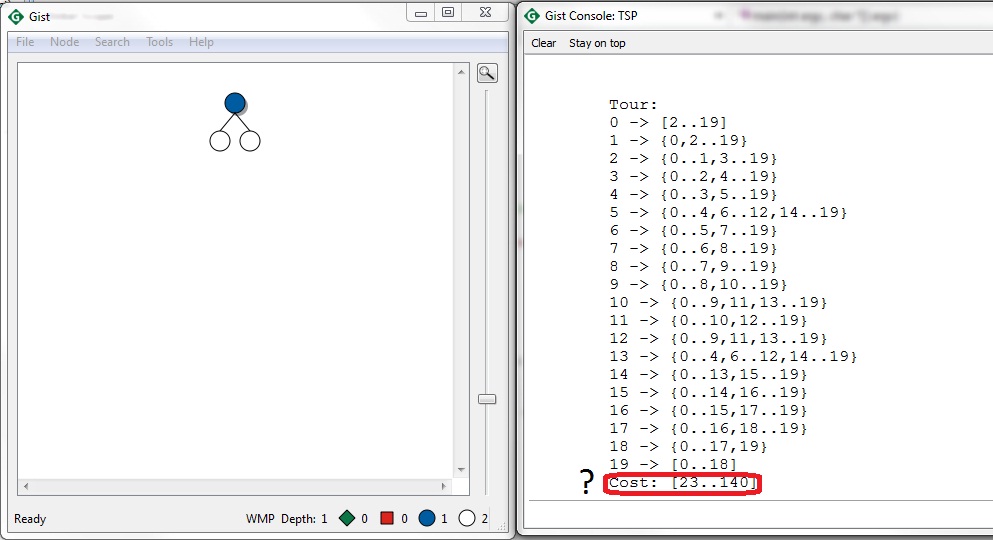 Gist
File Node Search Tools Help
Ready
WMP Depth: 1 0 0 1 2
Gist Console: TSP
Clear Stay on top
Tour:
0 -> [2..19]
1 -> {0,2..19}
2 -> {0..1,3..19}
3 -> {0..2,4..19}
4 -> {0..3,5..19}
5 -> {0..4,6..12,14..19}
6 -> {0..5,7..19}
7 -> {0..6,8..19}
8 -> {0..7,9..19}
9 -> {0..8,10..19}
10 -> {0..9,11,13..19}
11 -> {0..10,12..19}
12 -> {0..9,11,13..19}
13 -> {0..4,6..12,14..19}
14 -> {0..13,15..19}
15 -> {0..14,16..19}
16 -> {0..15,17..19}
17 -> {0..16,18..19}
18 -> {0..17,19}
19 -> [0..18]
? Cost: [23..140]